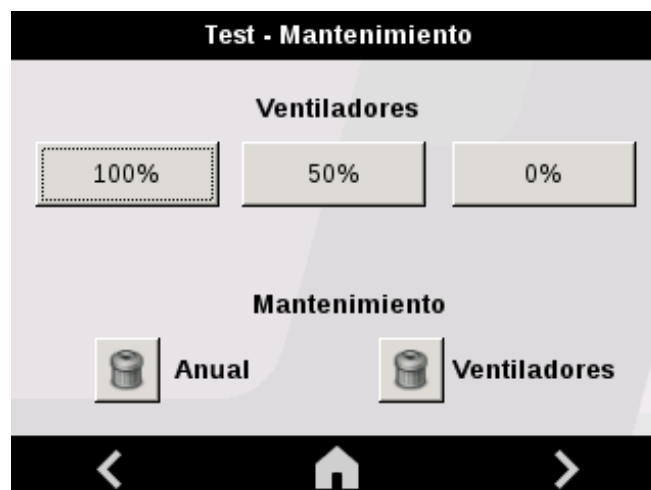 Test - Mantenimiento
Ventiladores
100% 50% 0%
Mantenimiento
Anual Ventiladores